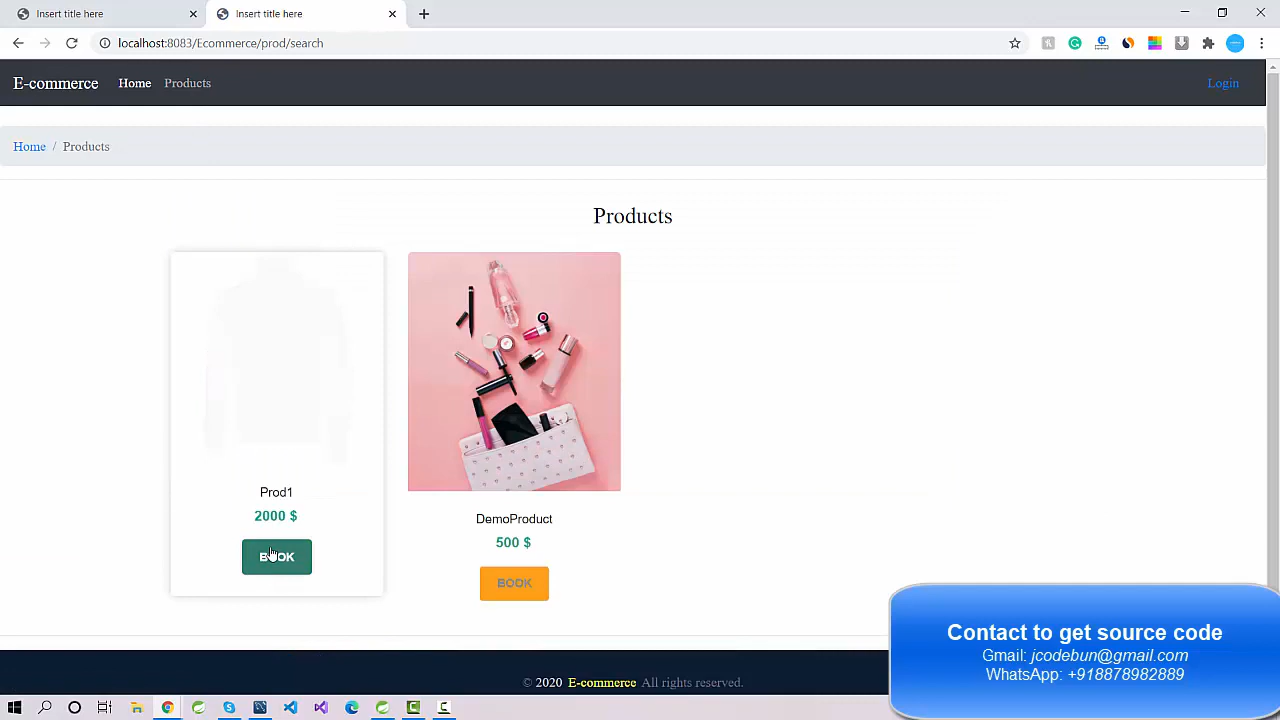 Insert title here
Insert title here
localhost:8083/Ecommerce/prod/search
E-commerce
Home
Products
Login
Home / Products
Products
Prod1
2000 $
BOOK
DemoProduct
500 $
BOOK
© 2020 E-commerce All rights reserved.
Contact to get source code
Gmail: jcodebun@gmail.com
WhatsApp: +918878982889